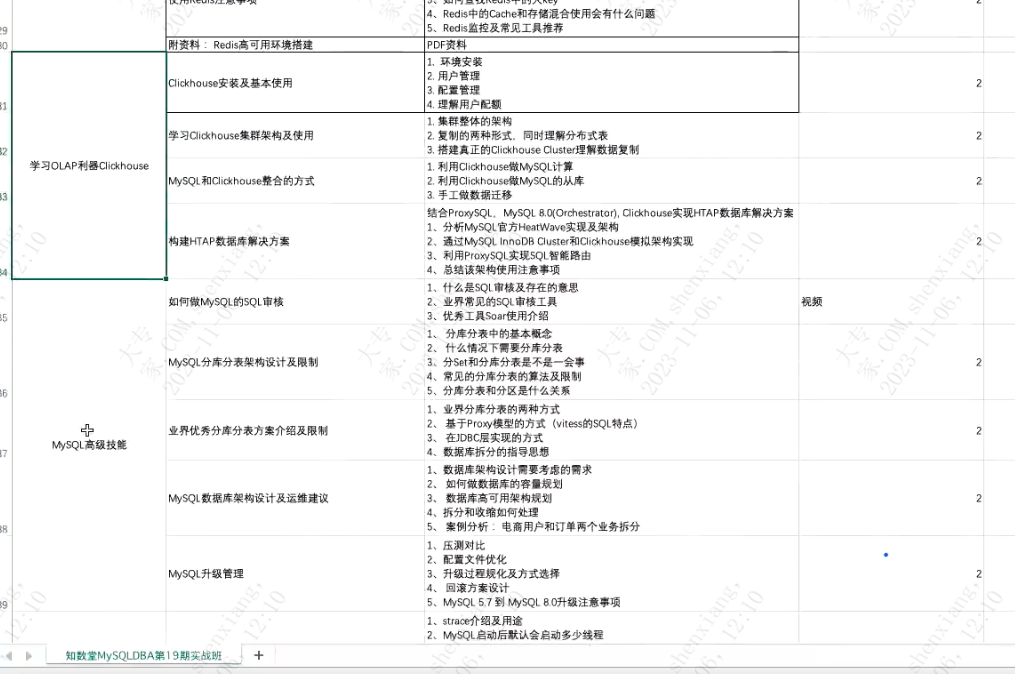 使用Redis注意事项
3、如何查找Redis中的大key
4、Redis中的Cache和存储混合使用会有什么问题
5、Redis监控及常见工具推荐
2
附资料 ：Redis高可用环境搭建
PDF资料
学习OLAP利器Clickhouse
Clickhouse安装及基本使用
1. 环境安装
2. 用户管理
3. 配置管理
4. 理解用户配额
2
学习Clickhouse集群架构及使用
1. 集群整体的架构
2. 复制的两种形式，同时理解分布式表
3. 搭建真正的Clickhouse Cluster理解数据复制
2
MySQL和Clickhouse整合的方式
1. 利用Clickhouse做MySQL计算
2. 利用Clickhouse做MySQL的从库
3. 手工做数据迁移
2
构建HTAP数据库解决方案
结合ProxySQL，MySQL 8.0(Orchestrator), Clickhouse实现HTAP数据库解决方案
1、分析MySQL官方HeatWave实现及架构
2、通过MySQL InnoDB Cluster和Clickhouse模拟架构实现
3、利用ProxySQL实现SQL智能路由
4、总结该架构使用注意事项
2
MySQL高级技能
如何做MySQL的SQL审核
1、什么是SQL审核及存在的意思
2、业界常见的SQL审核工具
3、优秀工具Soar使用介绍
视频
MySQL分库分表架构设计及限制
1、 分库分表中的基本概念
2、 什么情况下需要分库分表
3、分Set和分库分表是不是一会事
4、常见的分库分表的算法及限制
5、分库分表和分区是什么关系
2
业界优秀分库分表方案介绍及限制
1、业界分库分表的两种方式
2、 基于Proxy模型的方式（vitess的SQL特点）
3、 在JDBC层实现的方式
4、数据库拆分的指导思想
2
MySQL数据库架构设计及运维建议
1、数据库架构设计需要考虑的需求
2、 如何做数据库的容量规划
3、 数据库高可用架构规划
4、拆分和收缩如何处理
5、 案例分析 ：电商用户和订单两个业务拆分
2
MySQL升级管理
1、压测对比
2、配置文件优化
3、升级过程规化及方式选择
4、 回滚方案设计
5、MySQL 5.7 到 MySQL 8.0升级注意事项
2
1、strace介绍及用途
2、MySQL启动后默认会启动多少线程
知数堂MySQLDBA第19期实战班